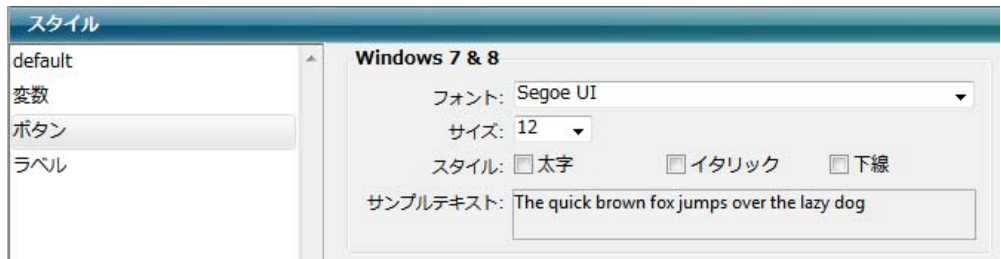 スタイル
default
変数
ボタン
ラベル
Windows 7 & 8
フォント: Segoe UI
サイズ: 12
スタイル: 太字 イタリック 下線
サンプルテキスト: The quick brown fox jumps over the lazy dog